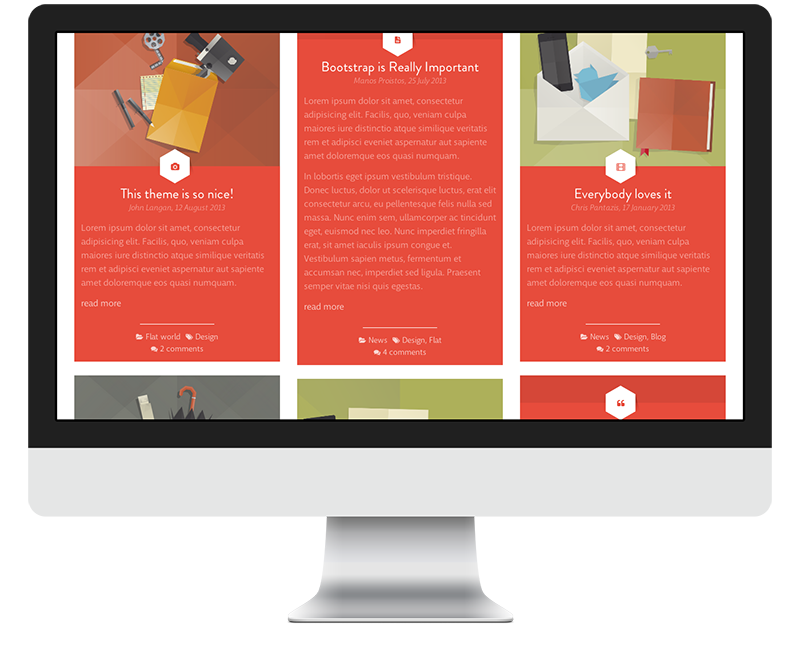 This theme is so nice!
John Langan, 12 August 2013
Lorem ipsum dolor sit amet, consectetur
adipisicing elit. Facilis, quo, veniam culpa
maiores iure distinctio atque similique veritatis
rem et adipisci eveniet aspernatur aut sapiente
amet doloremque eos quasi numquam.
read more
Flat world Design
2 comments
Bootstrap is Really Important
Manos Proistos, 25 July 2013
Lorem ipsum dolor sit amet, consectetur
adipisicing elit. Facilis, quo, veniam culpa
maiores iure distinctio atque similique veritatis
rem et adipisci eveniet aspernatur aut sapiente
amet doloremque eos quasi numquam.
In lobortis eget ipsum vestibulum tristique.
Donec luctus, dolor ut scelerisque luctus, erat elit
consectetur arcu, eu pellentesque felis nulla sed
massa. Nunc enim sem, ullamcorper ac tincidunt
eget, euismod nec leo. Nunc imperdiet fringilla
erat, sit amet iaculis ipsum congue et.
Vestibulum sapien metus, fermentum et
accumsan nec, imperdiet sed ligula. Praesent
semper vitae nisi quis egestas.
read more
News Design, Flat
4 comments
Everybody loves it
Chris Pantazis, 17 January 2013
Lorem ipsum dolor sit amet, consectetur
adipisicing elit. Facilis, quo, veniam culpa
maiores iure distinctio atque similique veritatis
rem et adipisci eveniet aspernatur aut sapiente
amet doloremque eos quasi numquam.
read more
News Design, Blog
2 comments